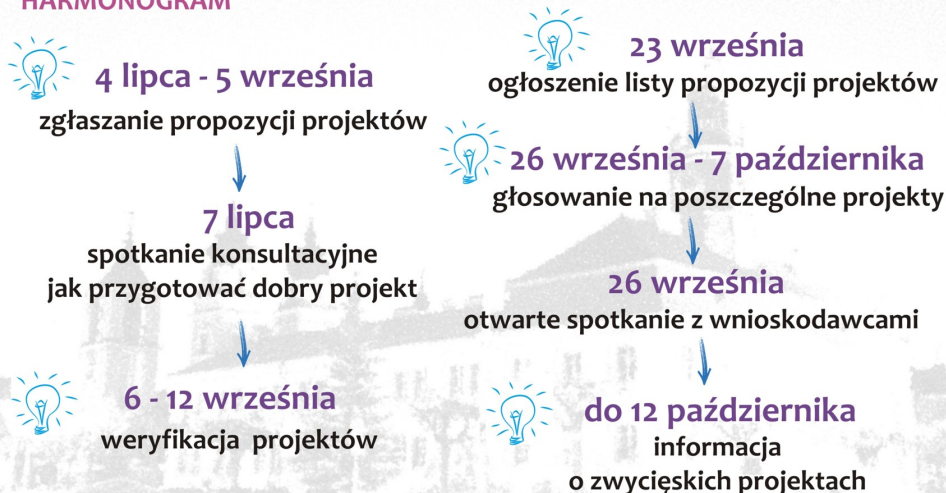 HARMONOGRAM
4 lipca - 5 września
zgłaszanie propozycji projektów
7 lipca
spotkanie konsultacyjne
jak przygotować dobry projekt
6 - 12 września
weryfikacja projektów
23 września
ogłoszenie listy propozycji projektów
26 września - 7 października
głosowanie na poszczególne projekty
26 września
otwarte spotkanie z wnioskodawcami
do 12 października
informacja
o zwycięskich projektach